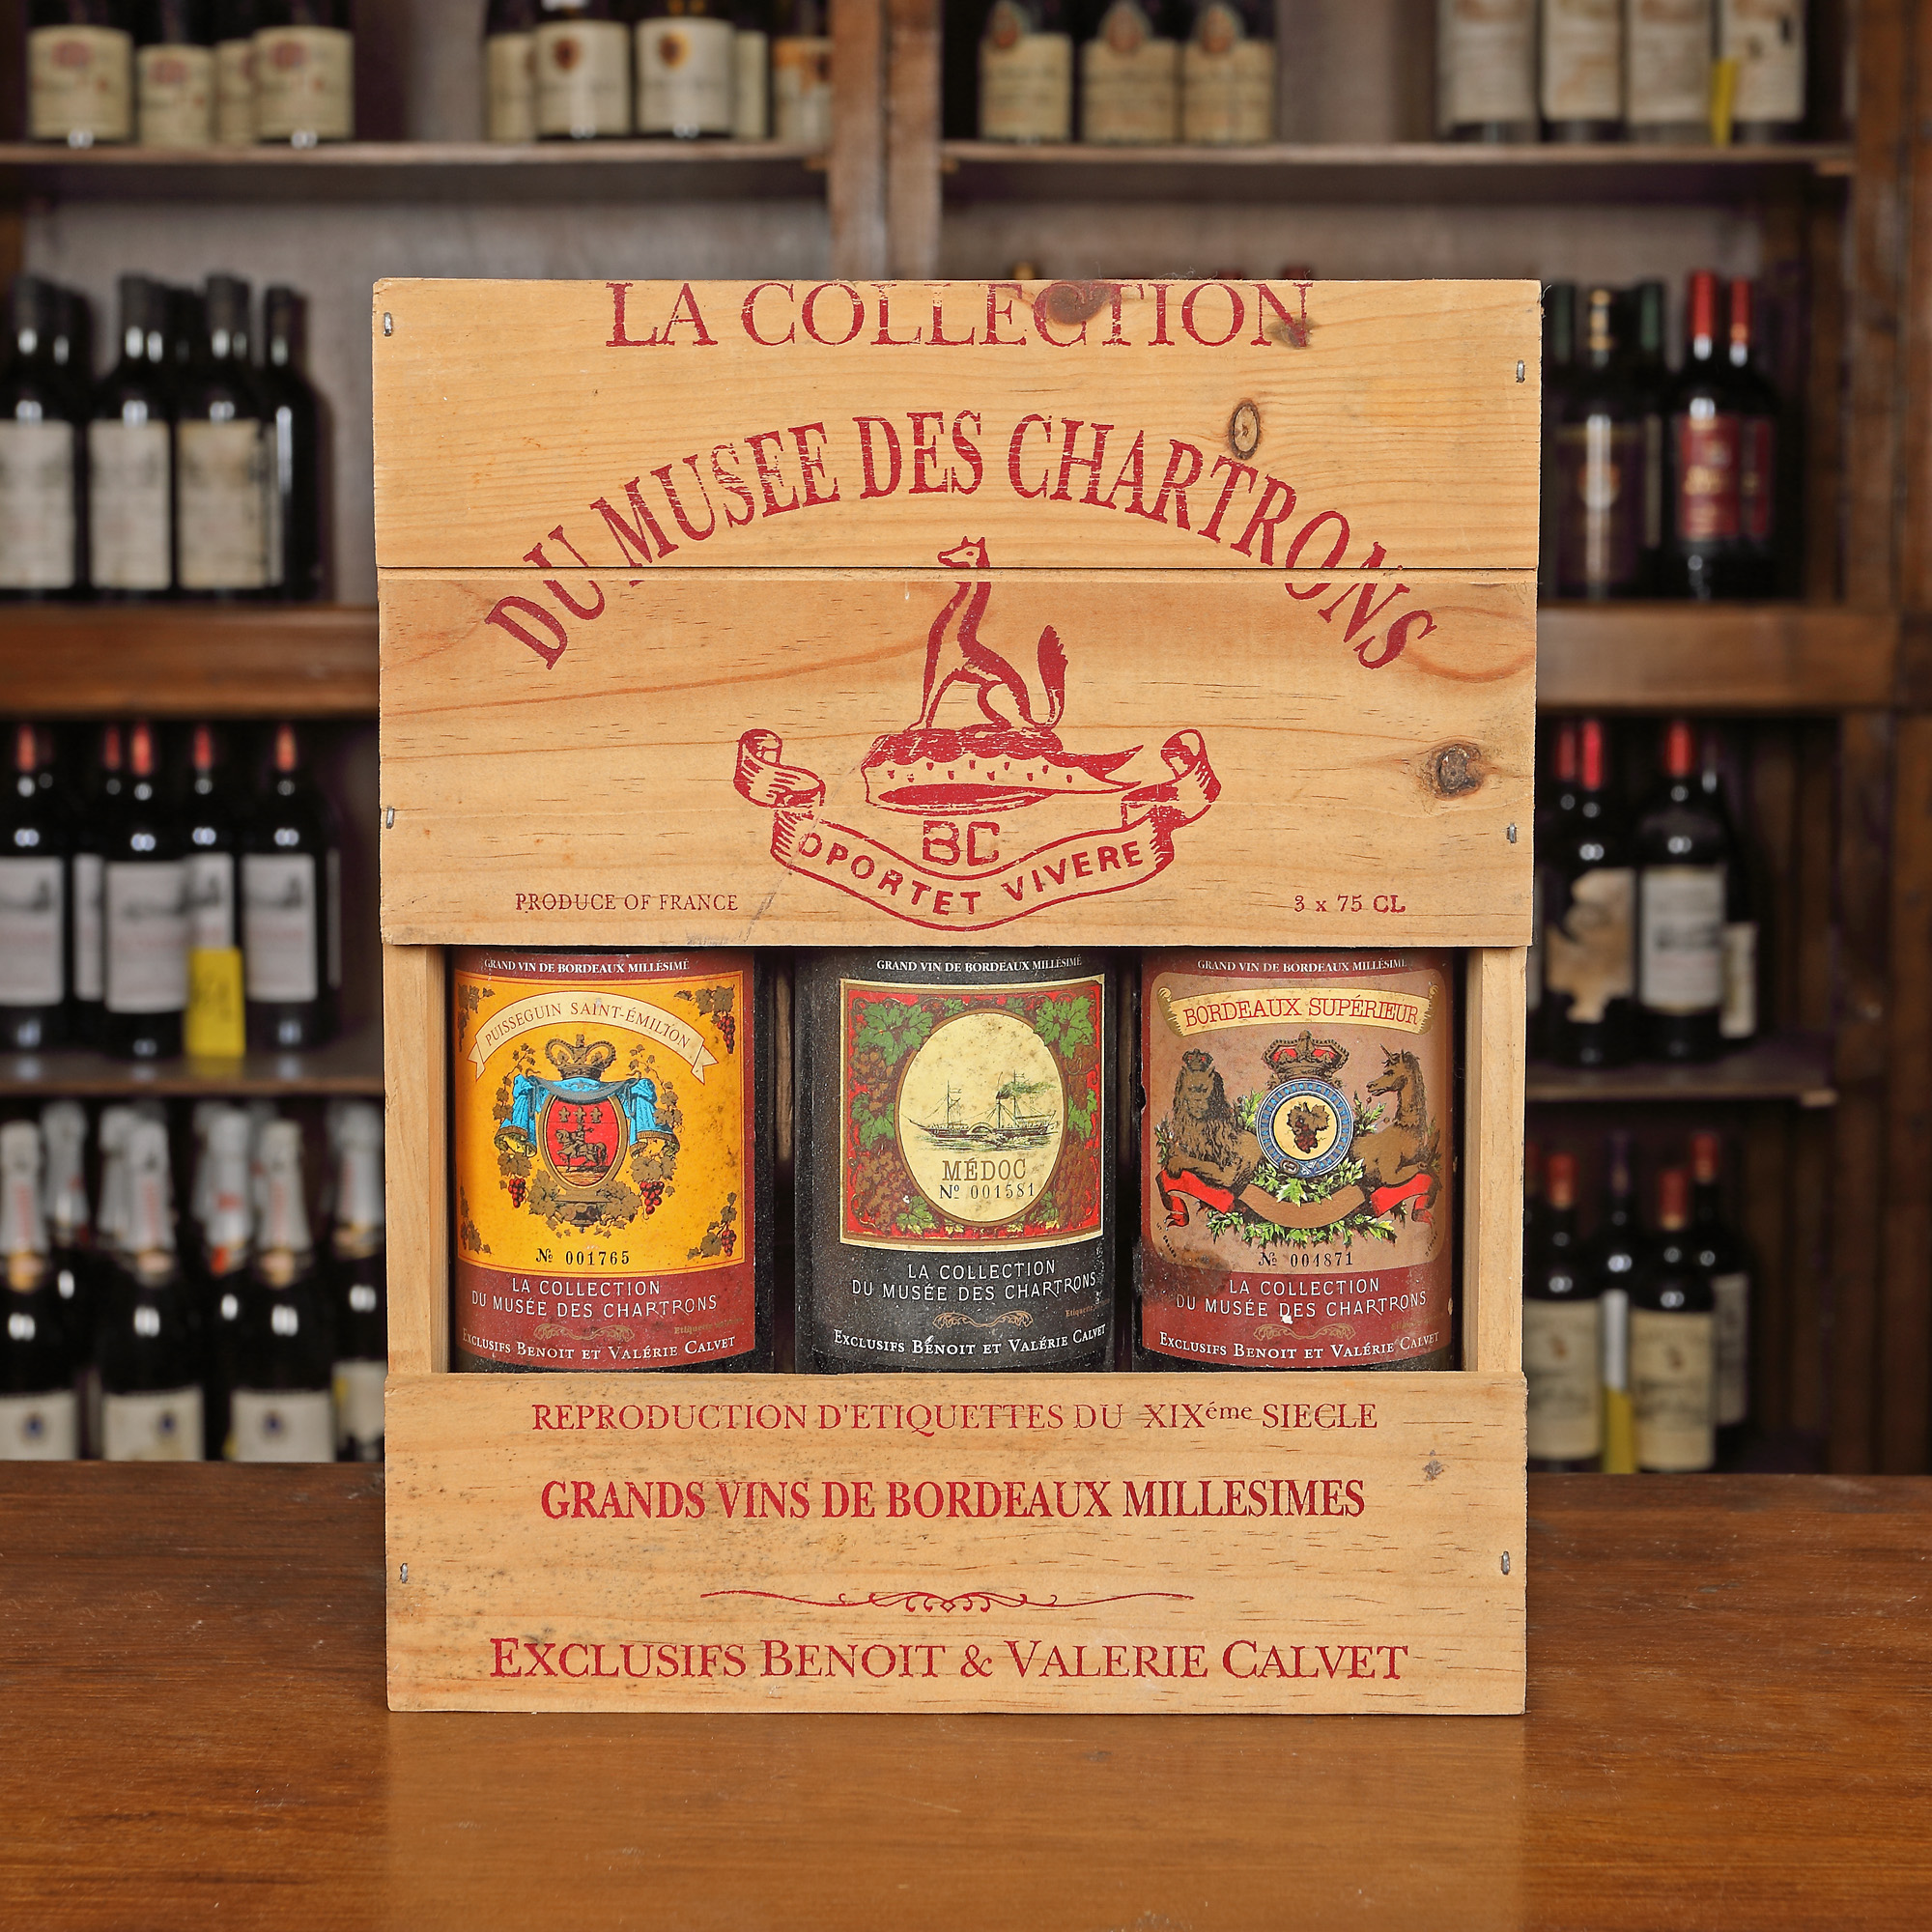 LA COLLECTION
DU MUSEE DES CHARTRONS
BC
OPORTET VIVERE
PRODUCE OF FRANCE
3 x 75 CL
GRAND VIN DE BORDEAUX MILLÉSIMÉ
PUISSEGUIN SAINT-ÉMILION
Nº 001765
LA COLLECTION
DU MUSÉE DES CHARTRONS
EXCLUSIFS BENOIT ET VALÉRIE CALVET
GRAND VIN DE BORDEAUX MILLÉSIMÉ
MÉDOC
Nº 001581
LA COLLECTION
DU MUSÉE DES CHARTRONS
Etiquette
EXCLUSIFS BENOIT ET VALÉRIE CALVET
GRAND VIN DE BORDEAUX MILLÉSIMÉ
BORDEAUX SUPÉRIEUR
Nº 004871
LA COLLECTION
DU MUSÉE DES CHARTRONS
EXCLUSIFS BENOIT ET VALÉRIE CALVET
REPRODUCTION D'ETIQUETTES DU XIXéme SIECLE
GRANDS VINS DE BORDEAUX MILLESIMES
EXCLUSIFS BENOIT & VALERIE CALVET